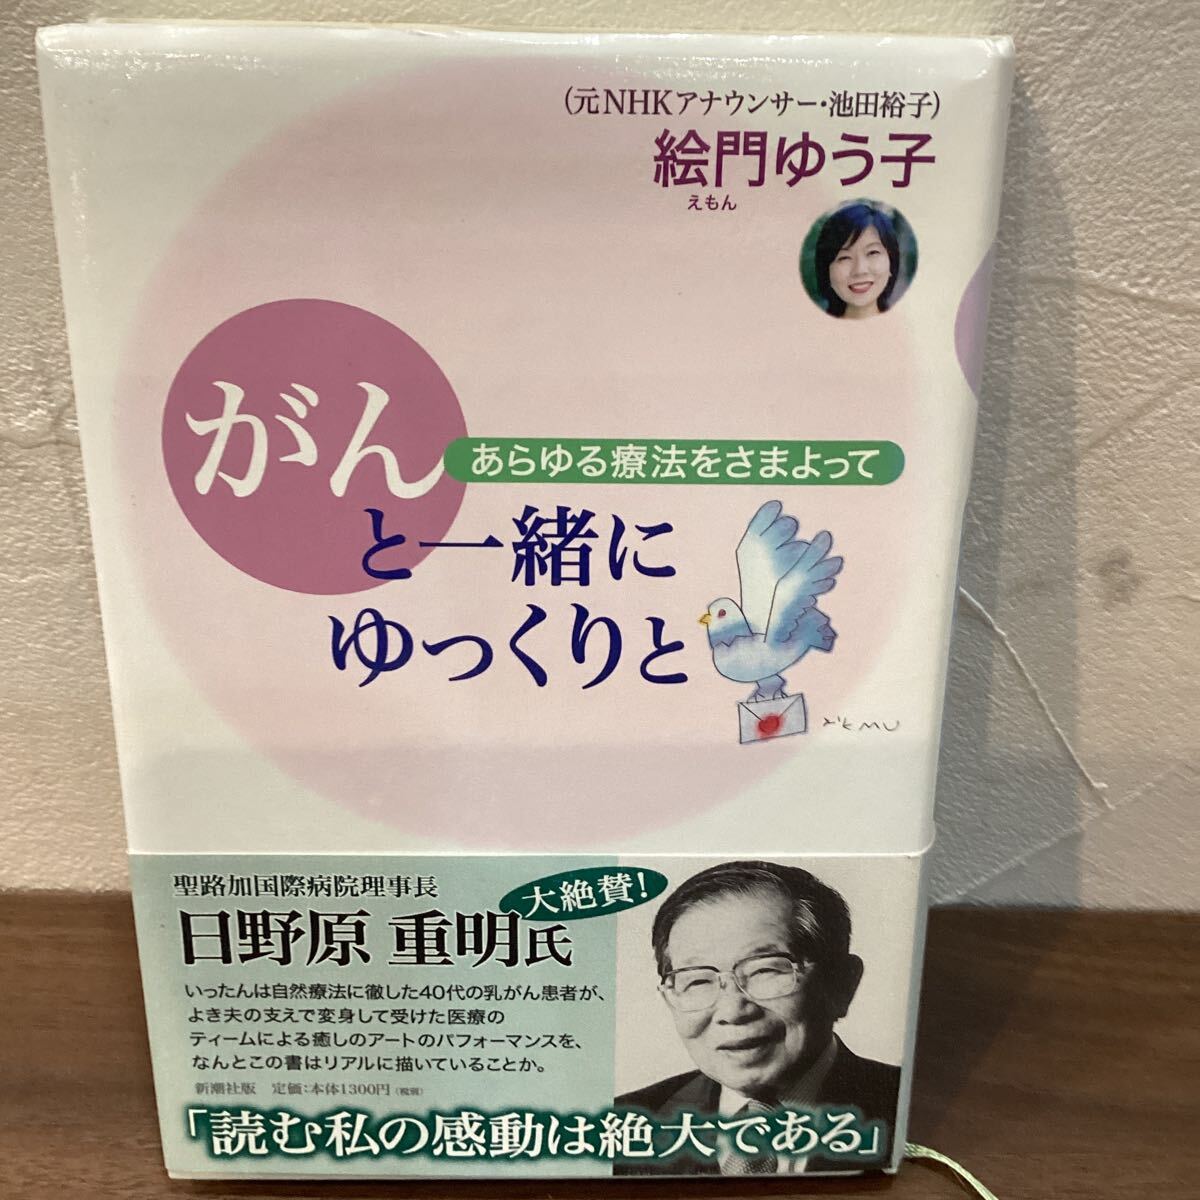 （元NHKアナウンサー・池田裕子）
絵門ゆう子
えもん
がん
あらゆる療法をさまよって
と一緒に
ゆっくりと
聖路加国際病院理事長
日野原 重明氏
大絶賛！
いったんは自然療法に徹した40代の乳がん患者が、
よき夫の支えで変身して受けた医療の
ティームによる癒しのアートのパフォーマンスを、
なんとこの書はリアルに描いていることか。
新潮社版 定価：本体1300円（税別）
「読む私の感動は絶大である」